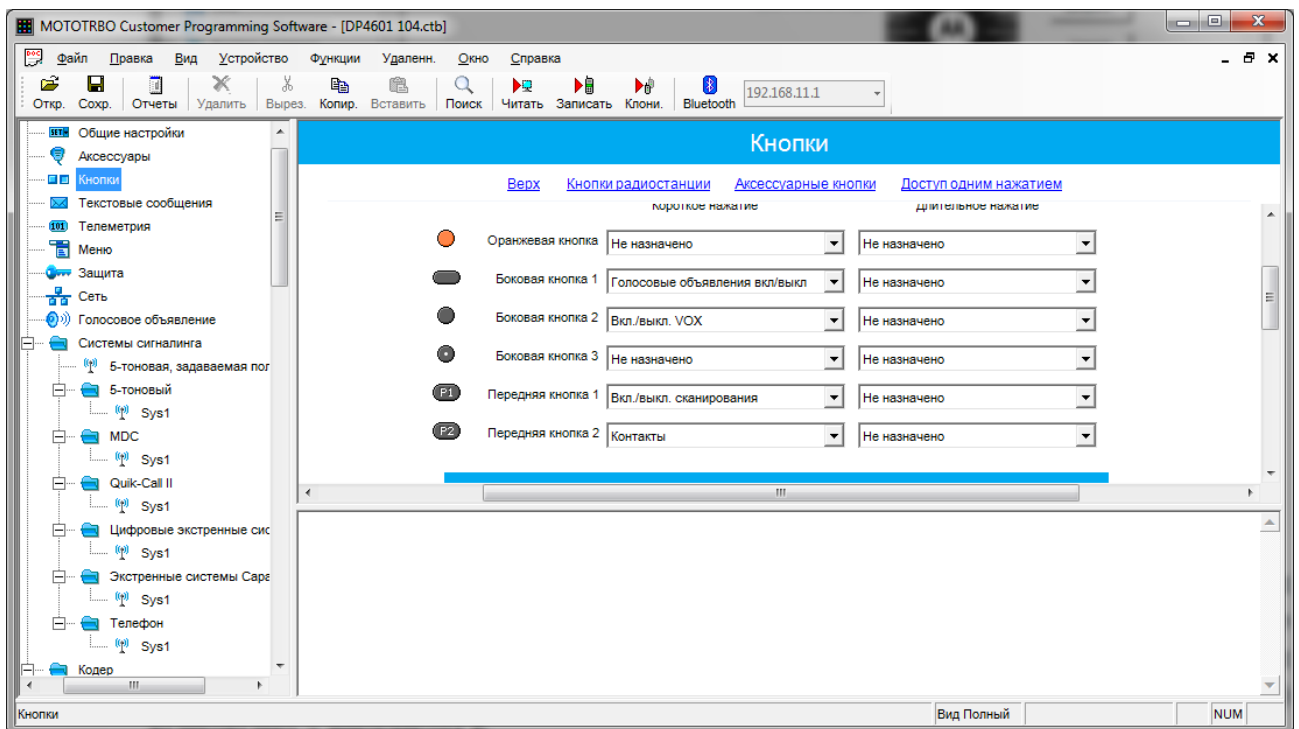 MOTOTRBO Customer Programming Software - [DP4601 104.ctb]
Файл Правка Вид Устройство Функции Удаленн. Окно Справка
Откр. Сохр. Отчеты Удалить Вырез. Копир. Вставить Поиск Читать Записать Клони. Bluetooth 192.168.11.1
Общие настройки
Аксессуары
Кнопки
Текстовые сообщения
Телеметрия
Меню
Защита
Сеть
Голосовое объявление
Системы сигналинга
5-тоновая, задаваемая пол
5-тоновый
Sys1
MDC
Sys1
Quik-Call II
Sys1
Цифровые экстренные сис
Sys1
Экстренные системы Capa
Sys1
Телефон
Sys1
Кодер
Кнопки
Верх Кнопки радиостанции Аксессуарные кнопки Доступ одним нажатием
Короткое нажатие Длительное нажатие
Оранжевая кнопка Не назначено Не назначено
Боковая кнопка 1 Голосовые объявления вкл/выкл Не назначено
Боковая кнопка 2 Вкл./выкл. VOX Не назначено
Боковая кнопка 3 Не назначено Не назначено
P1 Передняя кнопка 1 Вкл./выкл. сканирования Не назначено
P2 Передняя кнопка 2 Контакты Не назначено
Кнопки Вид Полный NUM